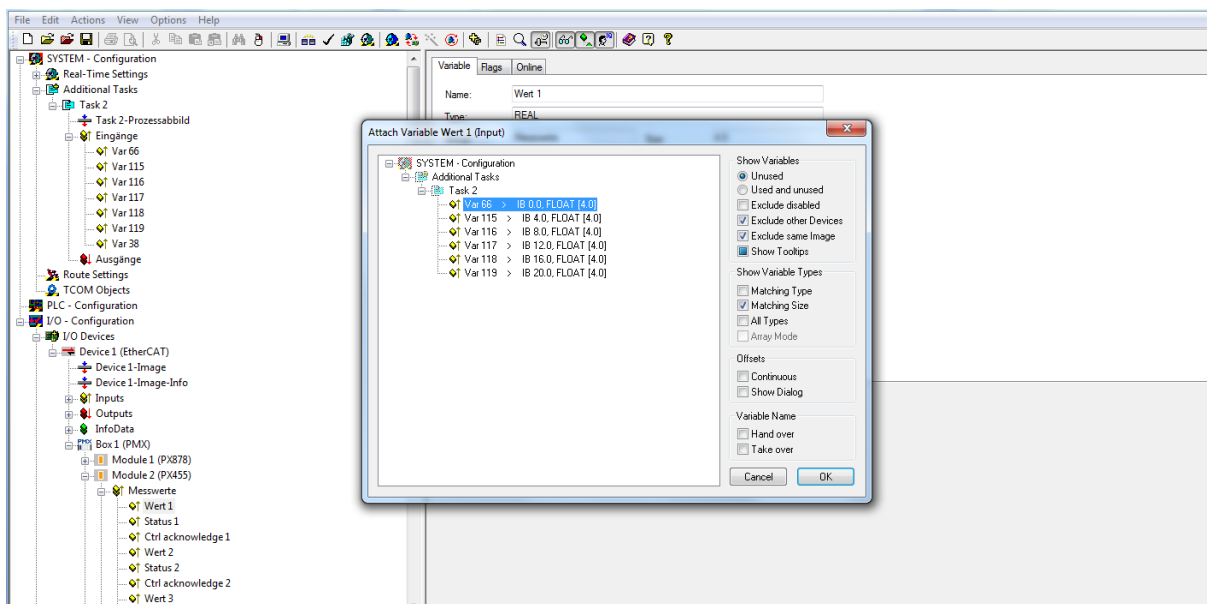 File Edit Actions View Options Help
SYSTEM - Configuration
Real-Time Settings
Additional Tasks
Task 2
Task 2-Prozessabbild
Eingänge
Var 66
Var 115
Var 116
Var 117
Var 118
Var 119
Var 38
Ausgänge
Route Settings
TCOM Objects
PLC - Configuration
I/O - Configuration
I/O Devices
Device 1 (EtherCAT)
Device 1-Image
Device 1-Image-Info
Inputs
Outputs
InfoData
Box 1 (PMX)
Module 1 (PX878)
Module 2 (PX455)
Messwerte
Wert 1
Status 1
Ctrl acknowledge 1
Wert 2
Status 2
Ctrl acknowledge 2
Wert 3
Variable Flags Online
Name: Wert 1
Type: REAL
Attach Variable Wert 1 (Input)
SYSTEM - Configuration
Additional Tasks
Task 2
Var 66 > IB 0.0, FLOAT [4.0]
Var 115 > IB 4.0, FLOAT [4.0]
Var 116 > IB 8.0, FLOAT [4.0]
Var 117 > IB 12.0, FLOAT [4.0]
Var 118 > IB 16.0, FLOAT [4.0]
Var 119 > IB 20.0, FLOAT [4.0]
Show Variables
Unused
Used and unused
Exclude disabled
Exclude other Devices
Exclude same Image
Show Tooltips
Show Variable Types
Matching Type
Matching Size
All Types
Array Mode
Offsets
Continuous
Show Dialog
Variable Name
Hand over
Take over
Cancel OK